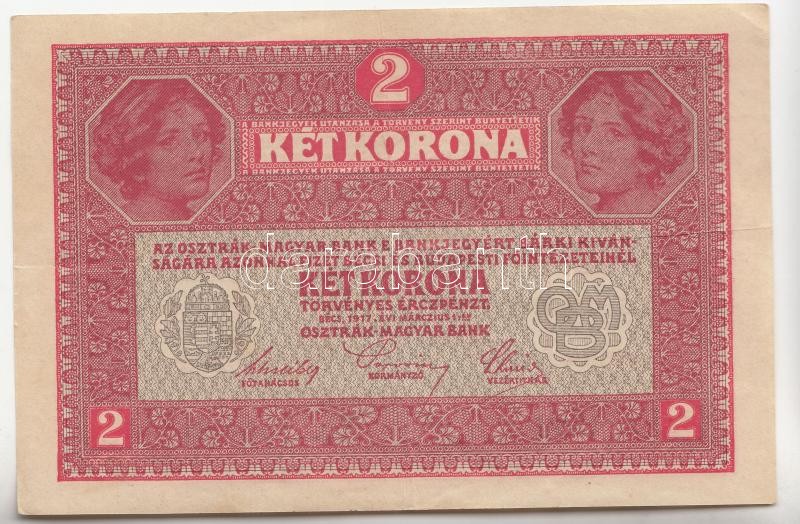 2
A BANKJEGYEK UTÁNZÁSA A TÖRVÉNY SZERINT BÜNTETTETIK
KÉT KORONA
A BANKJEGYEK UTÁNZÁSA A TÖRVÉNY SZERINT BÜNTETTETIK
AZ OSZTRÁK-MAGYAR BANK E BANKJEGYÉRT BÁRKI KIVÁN-
SÁGÁRA AZONNAL FIZET BÉCSI ÉS BUDAPESTI FŐINTÉZETEINÉL
KÉT KORONA
TÖRVÉNYES ÉRCZPÉNZT.
BÉCS, 1917. ÉVI MÁRCZIUS 1-ÉN
OSZTRÁK-MAGYAR BANK
FŐTANÁCSOS
KORMÁNYZÓ
VEZÉRTITKÁR
2
2